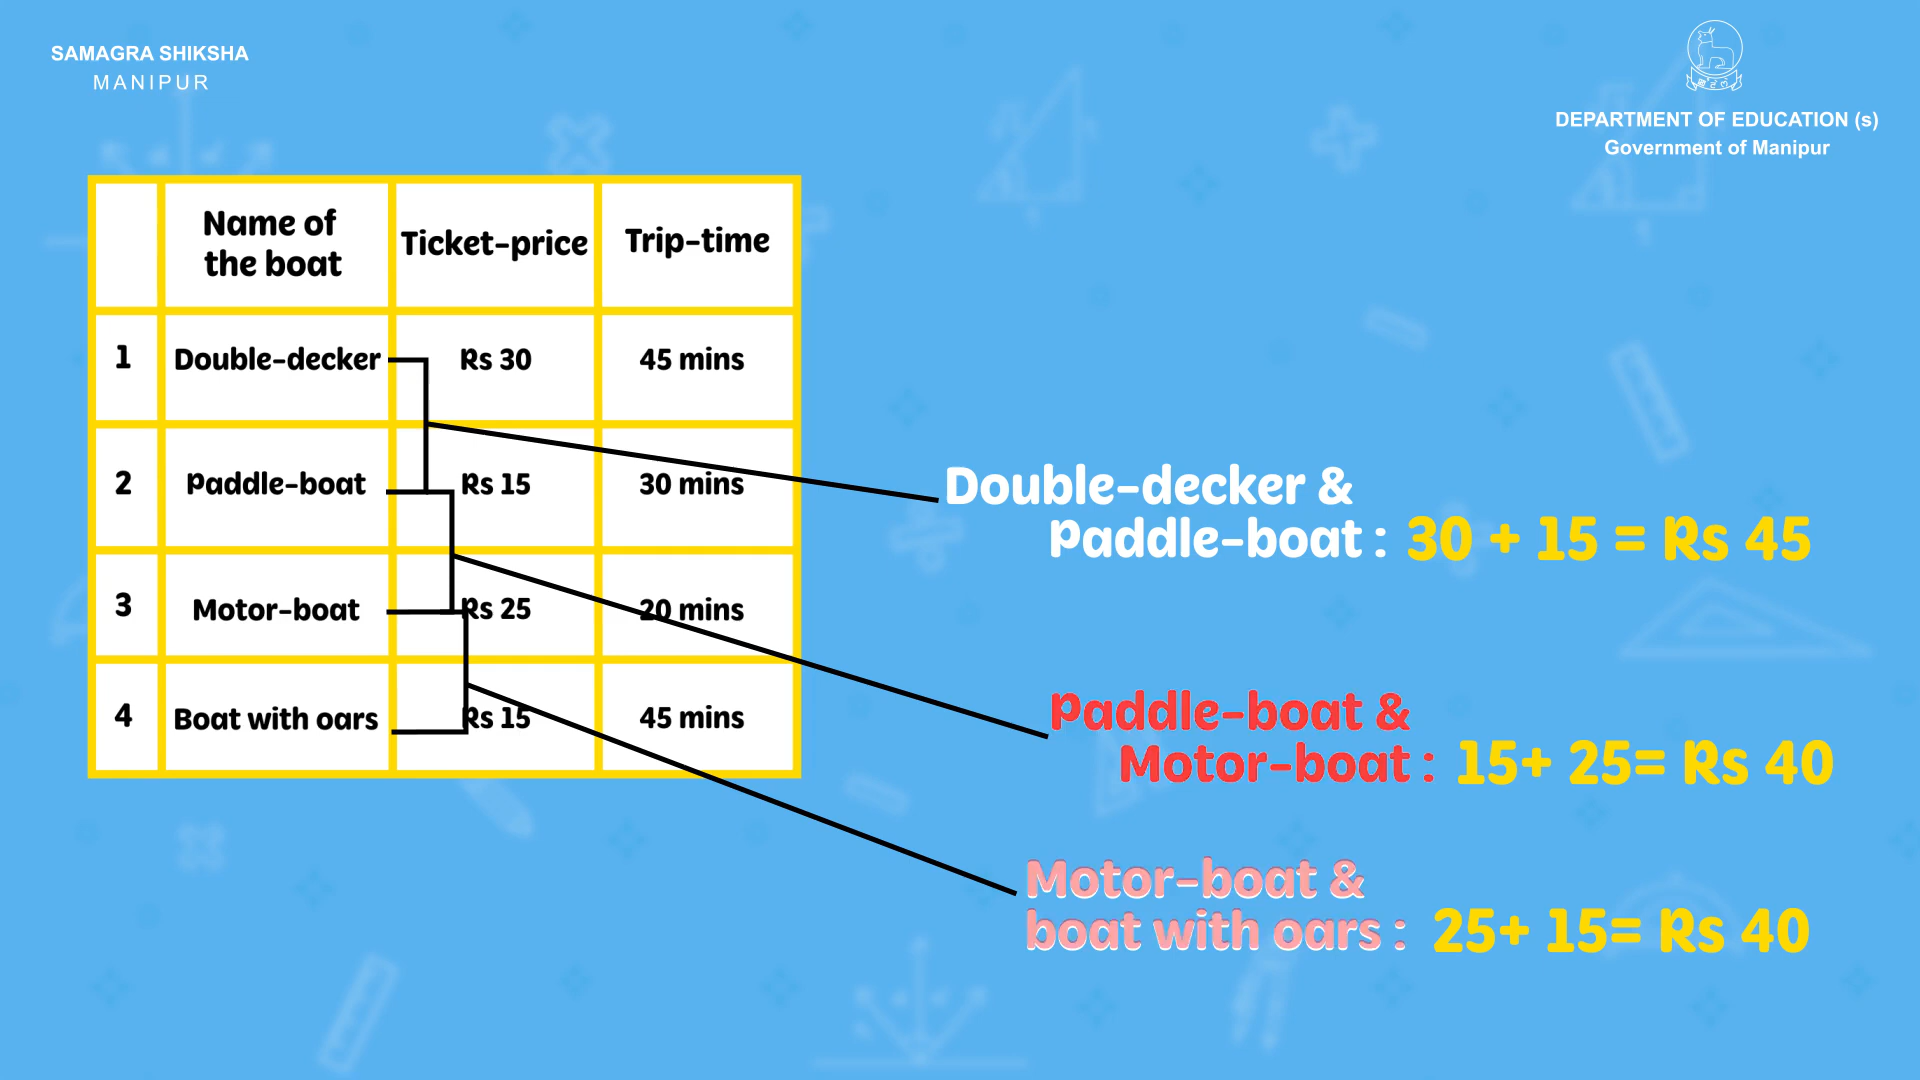 SAMAGRA SHIKSHA
MANIPUR
DEPARTMENT OF EDUCATION (s)
Government of Manipur
Name of the boat Ticket-price Trip-time
1 Double-decker Rs 30 45 mins
2 Paddle-boat Rs 15 30 mins
3 Motor-boat Rs 25 20 mins
4 Boat with oars Rs 15 45 mins
Double-decker &
Paddle-boat : 30 + 15 = Rs 45
Paddle-boat &
Motor-boat : 15+ 25= Rs 40
Motor-boat &
boat with oars : 25+ 15= Rs 40